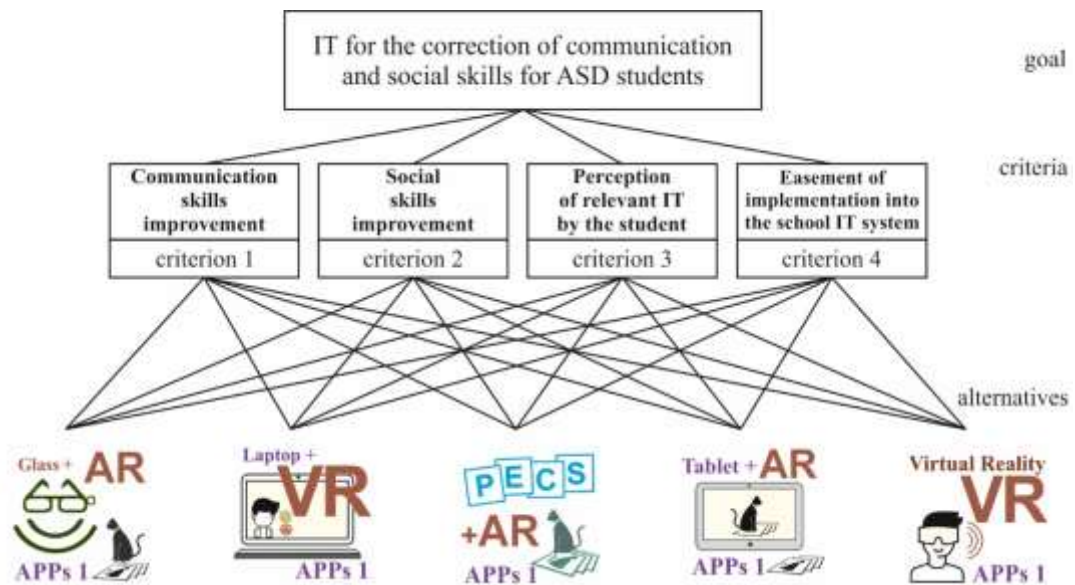 IT for the correction of communication
and social skills for ASD students
goal
criteria
Communication
skills
improvement
criterion 1
Social
skills
improvement
criterion 2
Perception
of relevant IT
by the student
criterion 3
Easement of
implementation into
the school IT system
criterion 4
alternatives
Glass + AR
APPs 1
Laptop +
VR
APPs 1
PECS
+AR
APPs 1
Tablet + AR
APPs 1
Virtual Reality
VR
APPs 1